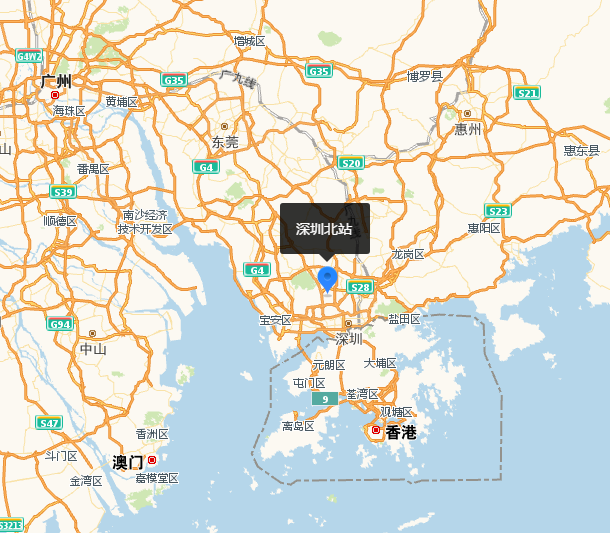 增城区
G4W2
G35
广九线
G35
博罗县
广州
S21
海珠区
黄埔区
东莞
惠州
山
惠东县
番禺区
G4
S20
S39
顺德区
南沙经济
技术开发区
S23
惠阳区
深圳北站
九
龙岗区
G4
S28
宝安区
盐田区
G94
深圳
中山
元朗区
大埔区
屯门区
荃湾区
9
观塘区
S47
离岛区
香港
香洲区
斗门区
澳门
金湾区
嘉模堂区
S3213